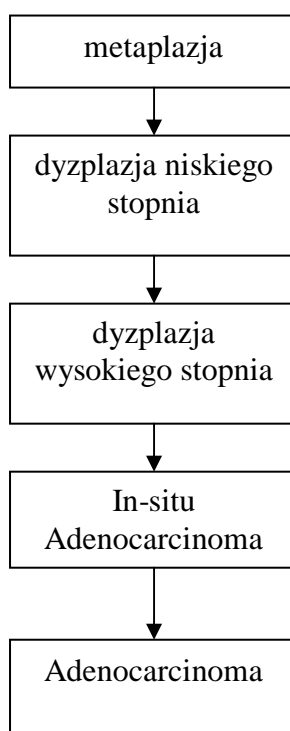 metaplazja
dyzplazja niskiego
stopnia
dyzplazja
wysokiego stopnia
In-situ
Adenocarcinoma
Adenocarcinoma